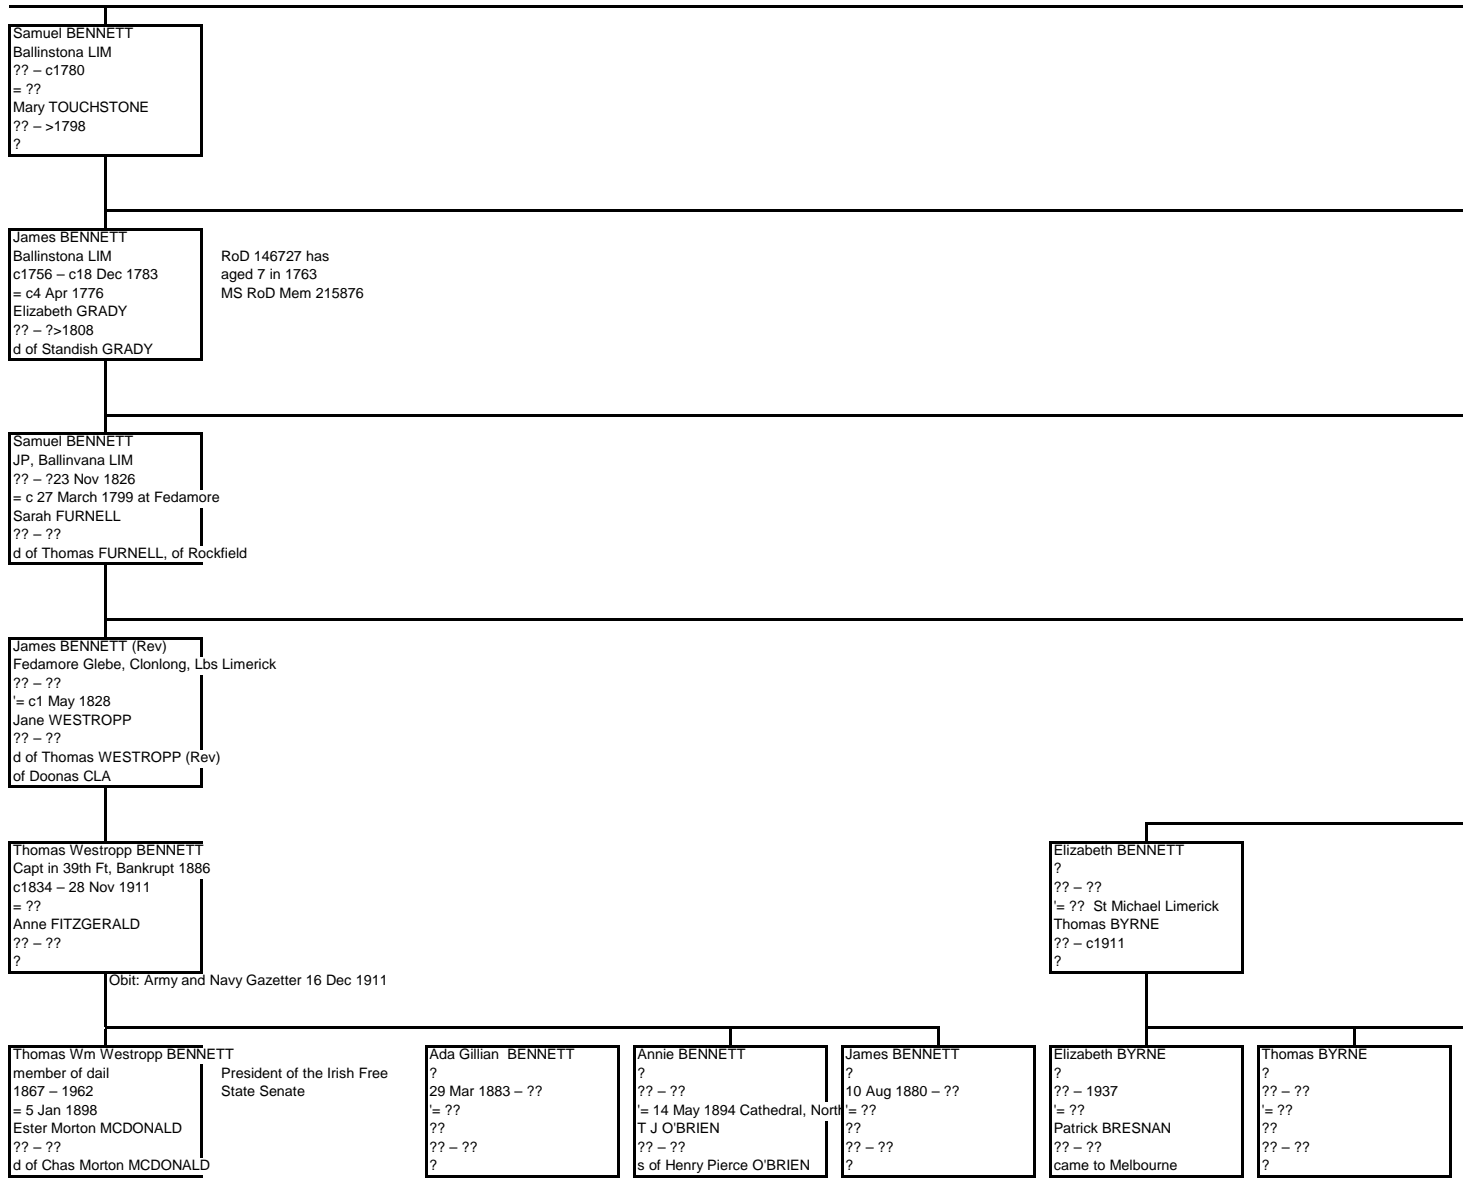 Samuel BENNETT
Ballinstona LIM
?? – c1780
= ??
Mary TOUCHSTONE
?? – >1798
?
James BENNETT
Ballinstona LIM
c1756 – c18 Dec 1783
= c4 Apr 1776
Elizabeth GRADY
?? – ?>1808
d of Standish GRADY
RoD 146727 has
aged 7 in 1763
MS RoD Mem 215876
Samuel BENNETT
JP, Ballinvana LIM
?? – ?23 Nov 1826
= c 27 March 1799 at Fedamore
Sarah FURNELL
?? – ??
d of Thomas FURNELL, of Rockfield
James BENNETT (Rev)
Fedamore Glebe, Clonlong, Lbs Limerick
?? – ??
'= c1 May 1828
Jane WESTROPP
?? – ??
d of Thomas WESTROPP (Rev)
of Doonas CLA
Thomas Westropp BENNETT
Capt in 39th Ft, Bankrupt 1886
c1834 – 28 Nov 1911
= ??
Anne FITZGERALD
?? – ??
?
Obit: Army and Navy Gazetter 16 Dec 1911
Elizabeth BENNETT
?
?? – ??
'= ??  St Michael Limerick
Thomas BYRNE
?? – c1911
?
Thomas Wm Westropp BENNETT
member of dail
1867 – 1962
= 5 Jan 1898
Ester Morton MCDONALD
?? – ??
d of Chas Morton MCDONALD
President of the Irish Free
State Senate
Ada Gillian  BENNETT
?
29 Mar 1883 – ??
'= ??
??
?? – ??
?
Annie BENNETT
?
?? – ??
'= 14 May 1894 Cathedral, North
T J O'BRIEN
?? – ??
s of Henry Pierce O'BRIEN
James BENNETT
?
10 Aug 1880 – ??
'= ??
??
?? – ??
?
Elizabeth BYRNE
?
?? – 1937
'= ??
Patrick BRESNAN
?? – ??
came to Melbourne
Thomas BYRNE
?
?? – ??
'= ??
??
?? – ??
?